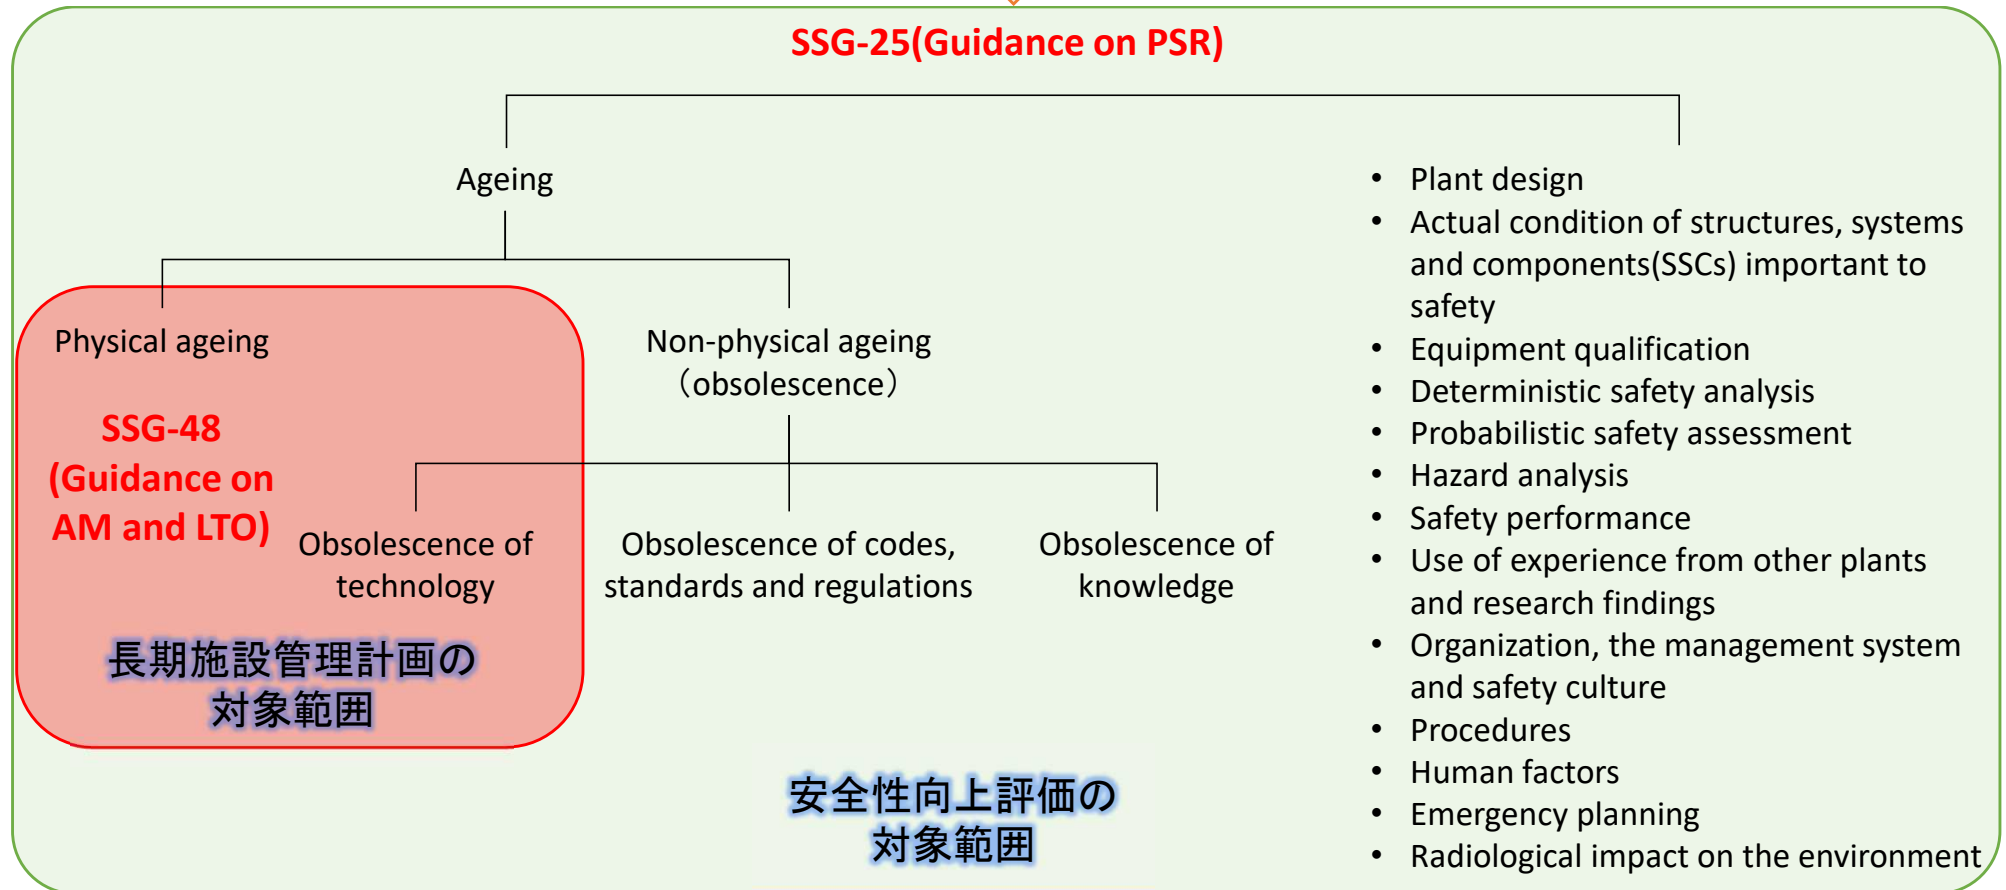 SSG-25(Guidance on PSR)
Ageing
Physical ageing
Non-physical ageing
（obsolescence）
SSG-48
(Guidance on
AM and LTO)
Obsolescence of
technology
Obsolescence of codes,
standards and regulations
Obsolescence of
knowledge
長期施設管理計画の
対象範囲
安全性向上評価の
対象範囲
• Plant design
• Actual condition of structures, systems
and components(SSCs) important to
safety
• Equipment qualification
• Deterministic safety analysis
• Probabilistic safety assessment
• Hazard analysis
• Safety performance
• Use of experience from other plants
and research findings
• Organization, the management system
and safety culture
• Procedures
• Human factors
• Emergency planning
• Radiological impact on the environment